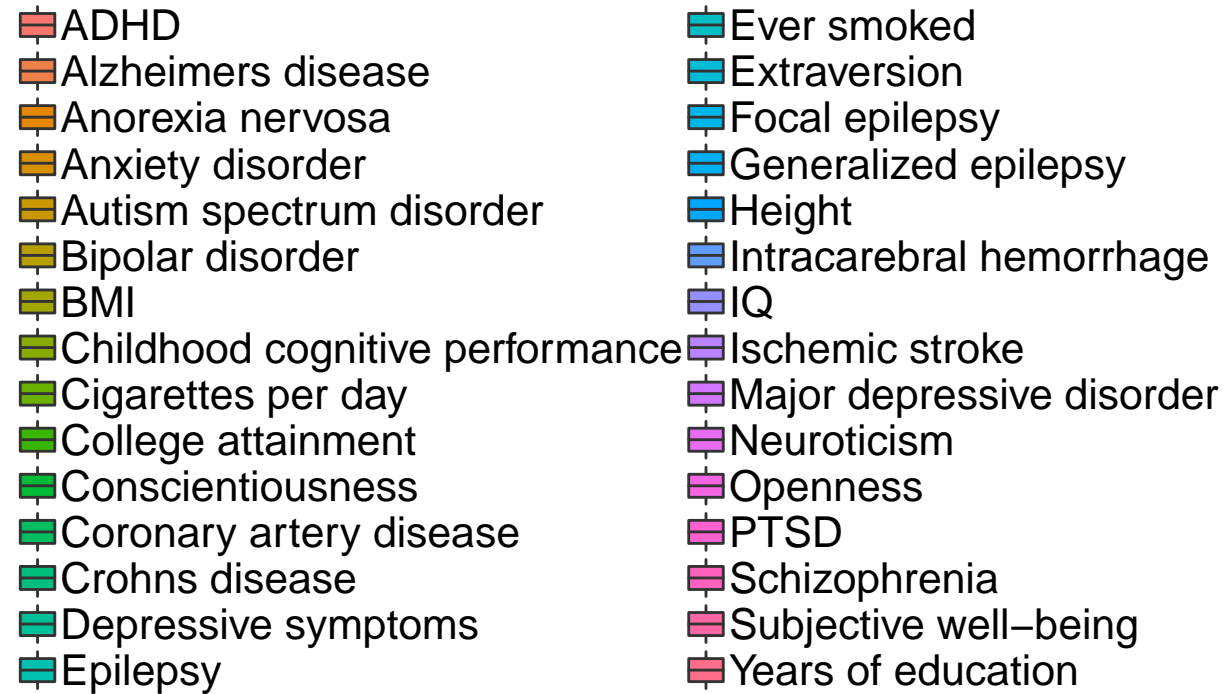 ADHD
Alzheimers disease
Anorexia nervosa
Anxiety disorder
Autism spectrum disorder
Bipolar disorder
BMI
Childhood cognitive performance
Cigarettes per day
College attainment
Conscientiousness
Coronary artery disease
Crohns disease
Depressive symptoms
Epilepsy
Ever smoked
Extraversion
Focal epilepsy
Generalized epilepsy
Height
Intracarebral hemorrhage
IQ
Ischemic stroke
Major depressive disorder
Neuroticism
Openness
PTSD
Schizophrenia
Subjective well−being
Years of education